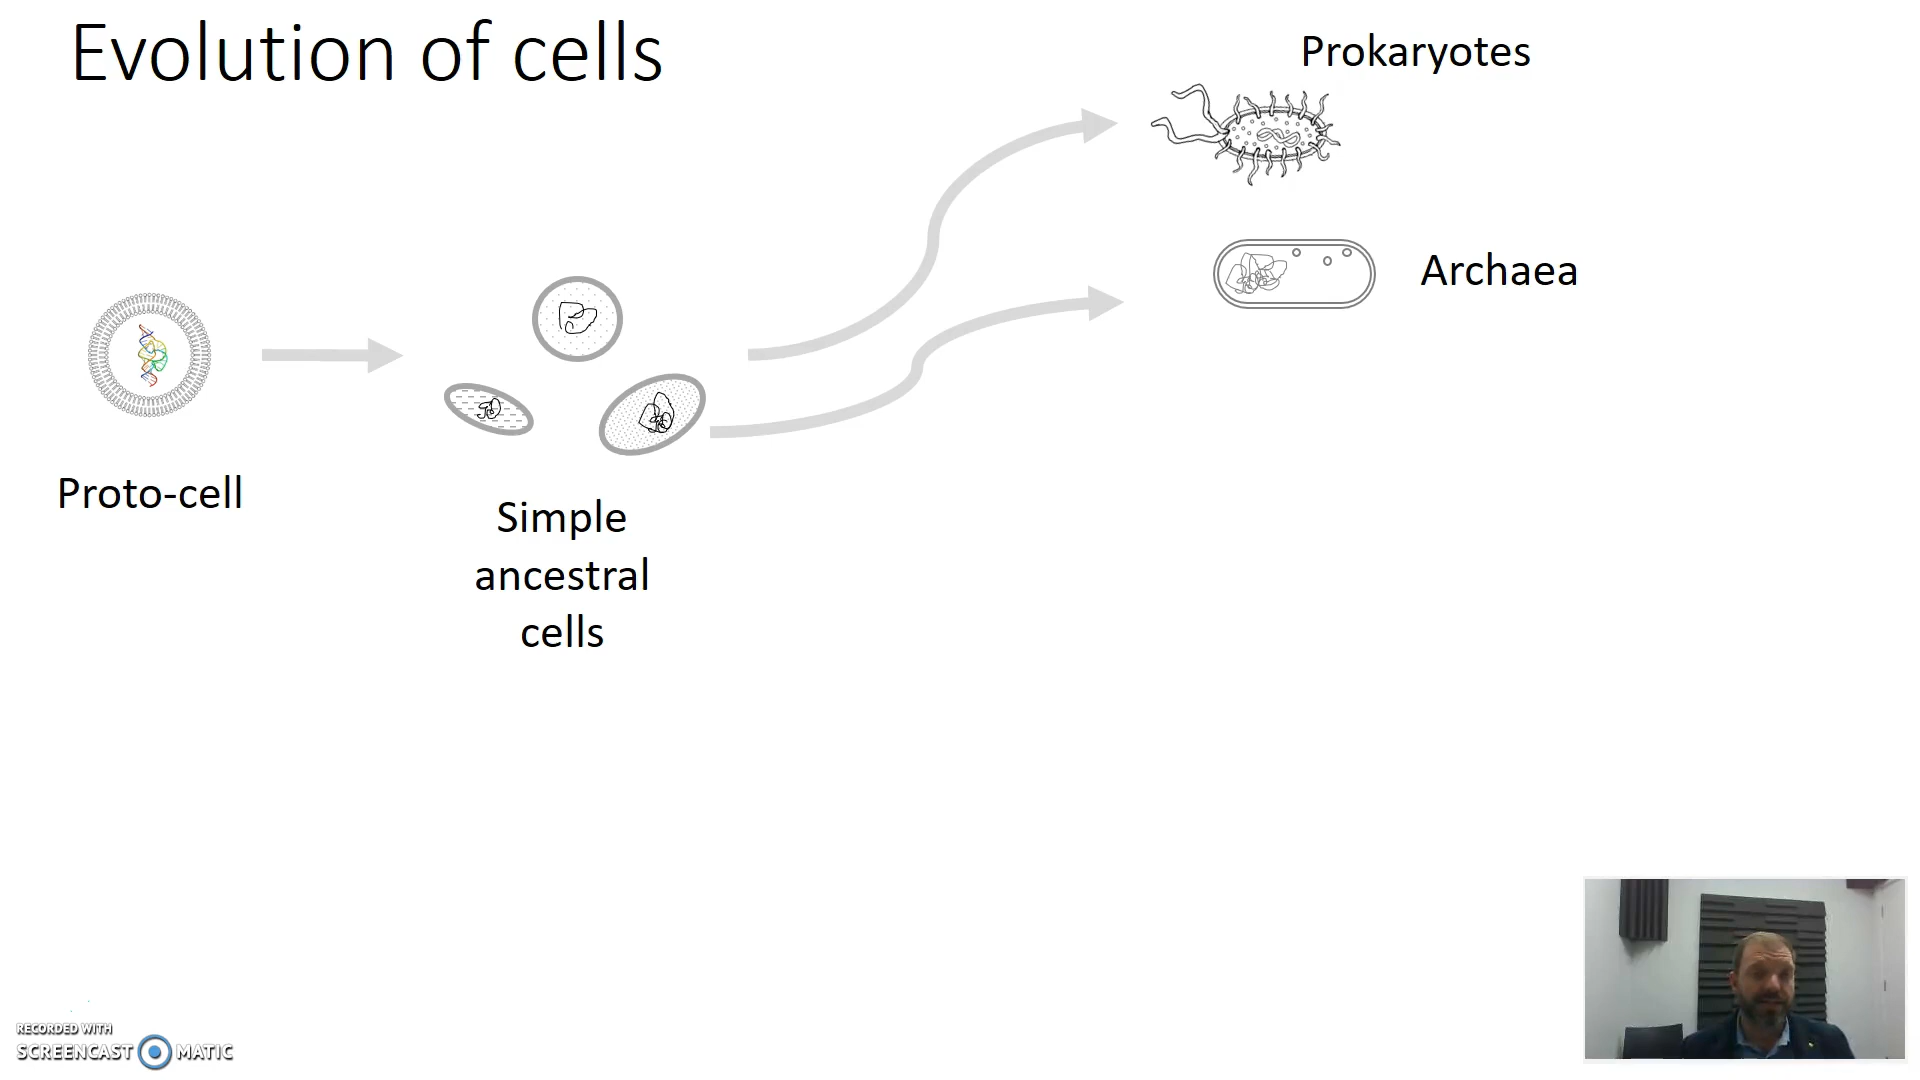 Evolution of cells
Prokaryotes
Archaea
Proto-cell
Simple
ancestral
cells
RECORDED WITH
SCREENCAST MATIC